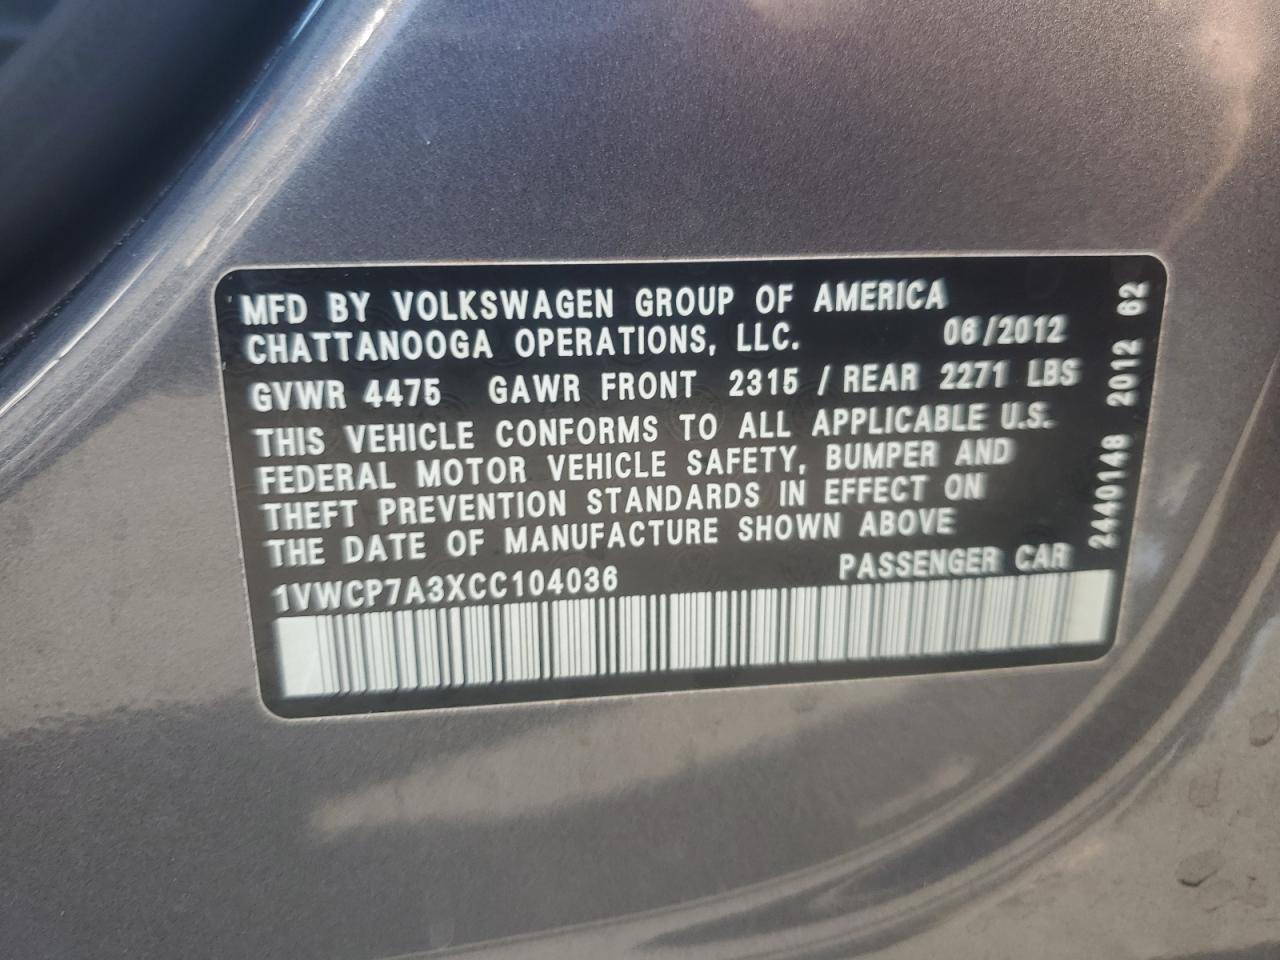 MFD BY VOLKSWAGEN GROUP OF AMERICA
CHATTANOOGA OPERATIONS, LLC. 06/2012
GVWR 4475 GAWR FRONT 2315 / REAR 2271 LBS
THIS VEHICLE CONFORMS TO ALL APPLICABLE U.S.
FEDERAL MOTOR VEHICLE SAFETY, BUMPER AND
THEFT PREVENTION STANDARDS IN EFFECT ON
THE DATE OF MANUFACTURE SHOWN ABOVE
1VWCP7A3XCC104036 PASSENGER CAR
2440148 2012 62